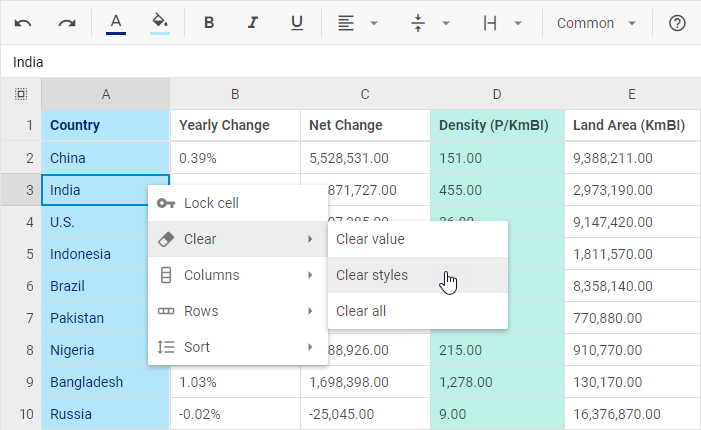 A B I U Common ?
India
A B C D E
1 Country Yearly Change Net Change Density (P/KmBI) Land Area (KmBI)
2 China 0.39% 5,528,531.00 151.00 9,388,211.00
3 India 871,727.00 455.00 2,973,190.00
Lock cell
4 U.S. 9,147,420.00
Clear Clear value
5 Indonesia 1,811,570.00
Columns Clear styles
6 Brazil 8,358,140.00
Rows Clear all
7 Pakistan 770,880.00
8 Nigeria 88,926.00 215.00 910,770.00
Sort
9 Bangladesh 1.03% 1,698,398.00 1,278.00 130,170.00
10 Russia -0.02% -25,045.00 9.00 16,376,870.00